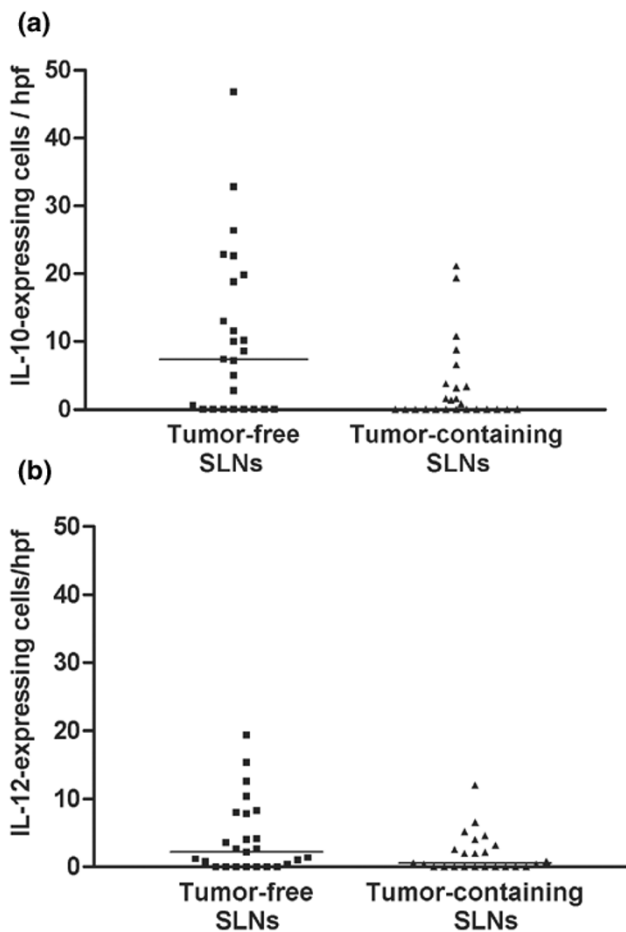 (a)
IL-10-expressing cells / hpf
50
40
30
20
10
0
Tumor-free
SLNs
Tumor-containing
SLNs
(b)
IL-12-expressing cells/hpf
50
40
30
20
10
0
Tumor-free
SLNs
Tumor-containing
SLNs